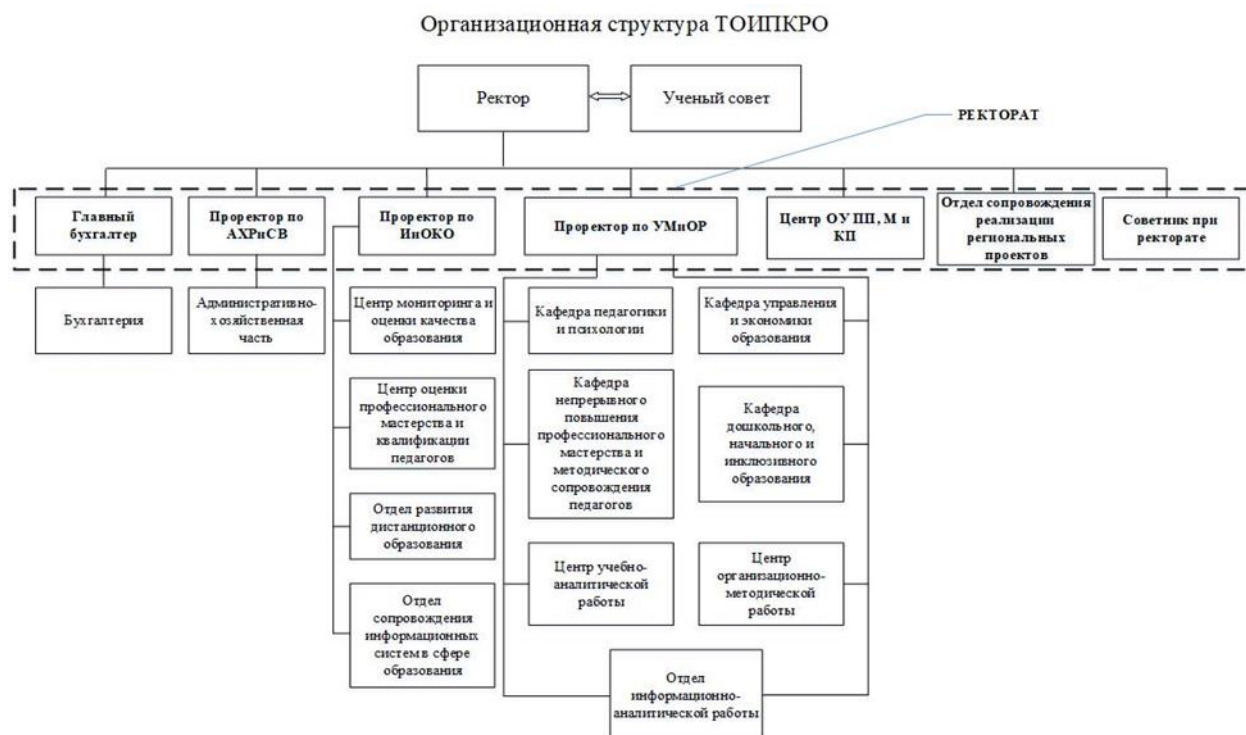 Организационная структура ТОИПКРО
Ректор
Ученый совет
РЕКТОРАТ
Главный
бухгалтер
Проректор по
АХРиСВ
Проректор по
ИиОКО
Проректор по УМиОР
Центр ОУ ПП, М и
КП
Отдел сопровождения
реализации
региональных
проектов
Советник при
ректорате
Бухгалтерия
Административно-
хозяйственная
часть
Центр мониторинга и
оценки качества
образования
Кафедра педагогики
и психологии
Кафедра управления
и экономики
образования
Центр оценки
профессионального
мастерства и
квалификации
педагогов
Кафедра
непрерывного
повышения
профессионального
мастерства и
методического
сопровождения
педагогов
Кафедра
дошкольного,
начального и
инклюзивного
образования
Отдел развития
дистанционного
образования
Центр учебно-
аналитической
работы
Центр
организационно-
методической
работы
Отдел
сопровождения
информационных
систем в сфере
образования
Отдел
информационно-
аналитической работы